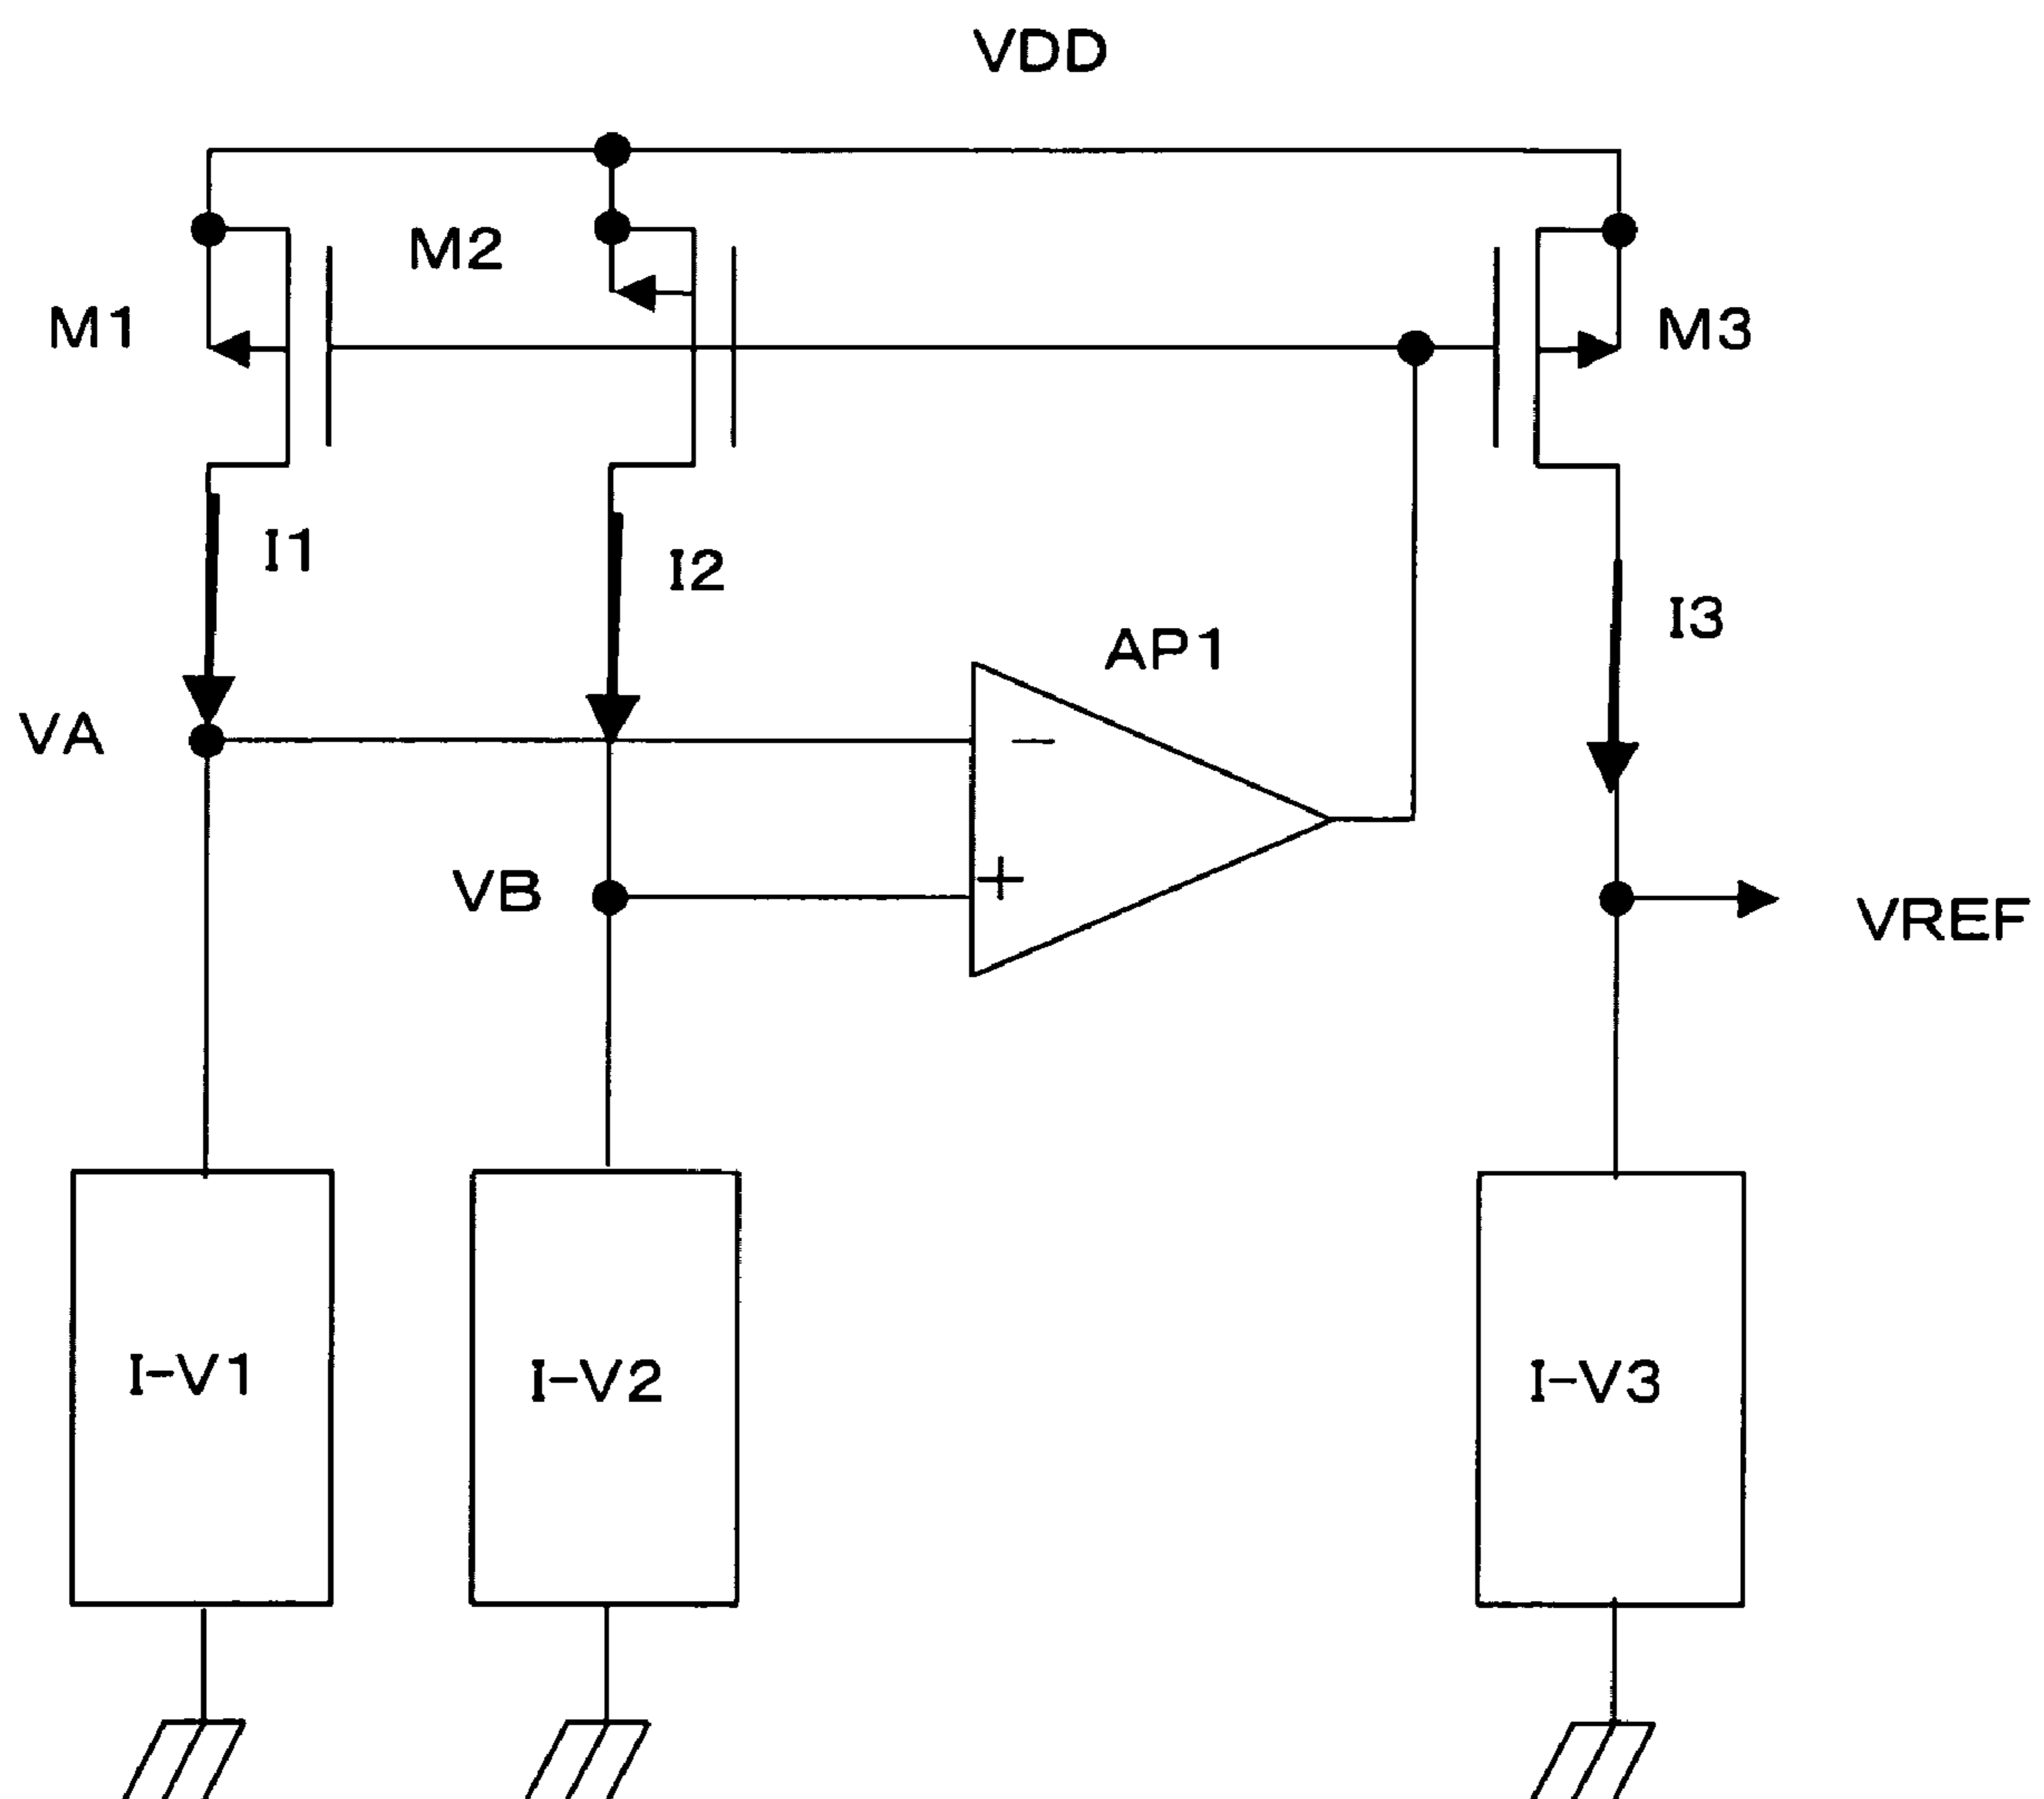 VDD
M2
M1
M3
I1
I2
I3
AP1
VA
−
VB
+
VREF
I-V1
I-V2
I-V3